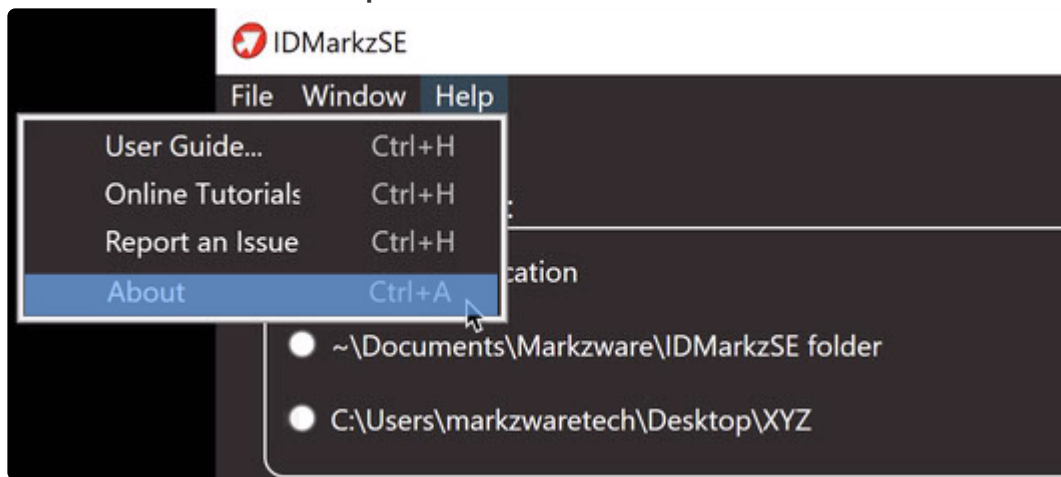 IDMarkzSE
File Window Help
User Guide... Ctrl+H
Online Tutorials Ctrl+H
Report an Issue Ctrl+H
About Ctrl+A
~\Documents\Markzware\IDMarkzSE folder
C:\Users\markzwaretech\Desktop\XYZ